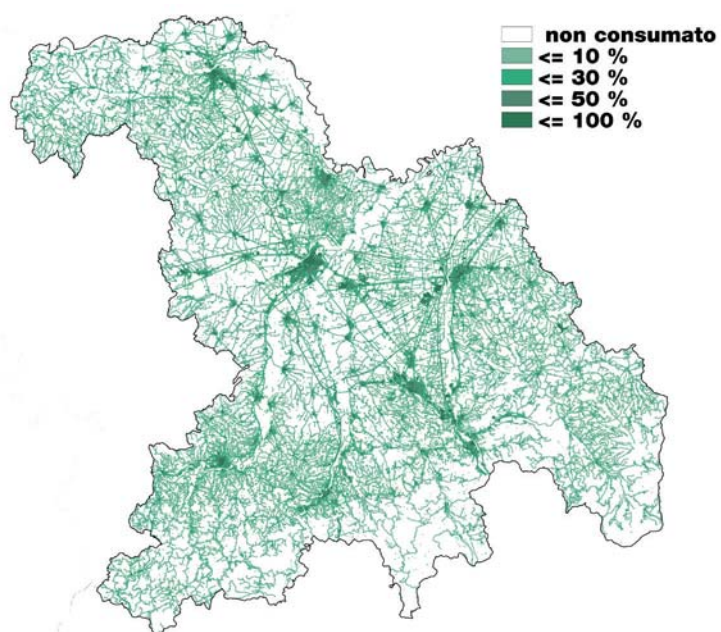 non consumato
<= 10 %
<= 30 %
<= 50 %
<= 100 %